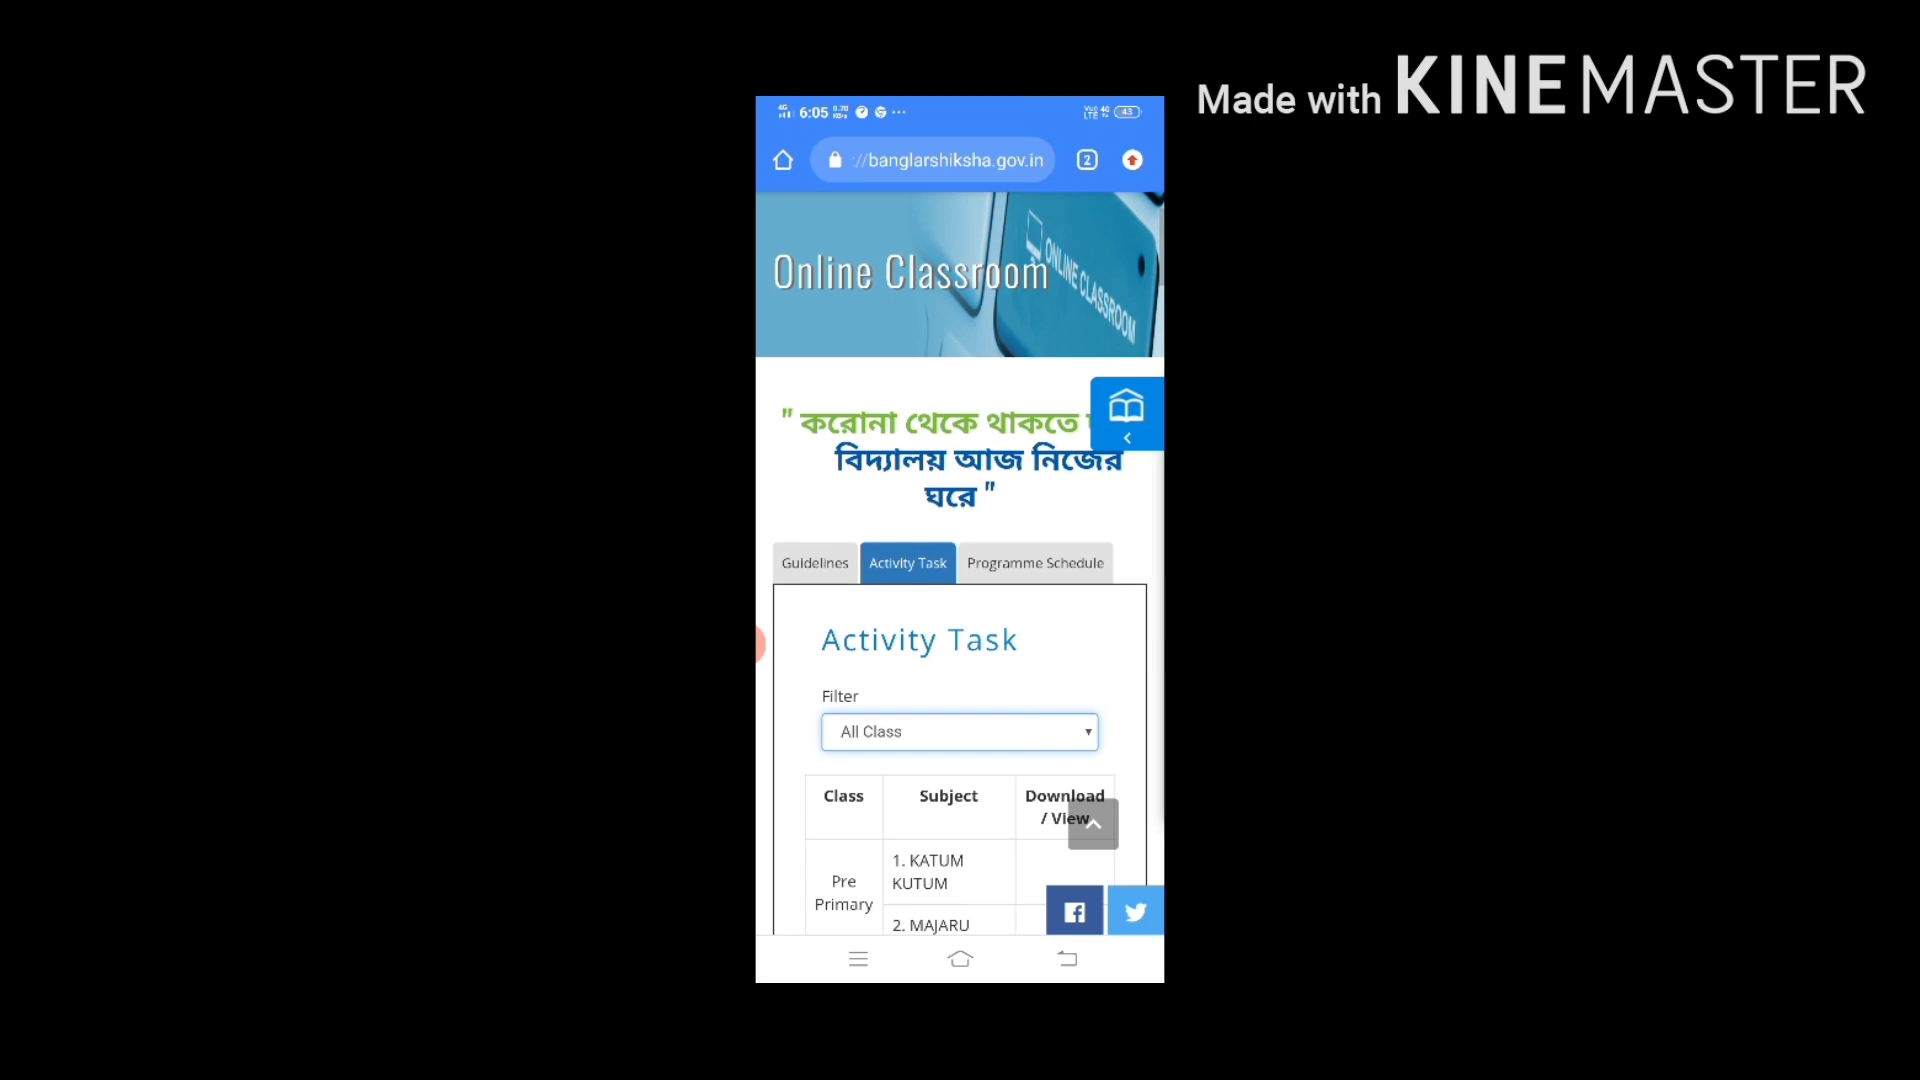 Made with KINEMASTER
6:05
43
://banglarshiksha.gov.in
2
Online Classroom
ONLINE CLASSROOM
" করোনা থেকে থাকতে
বিদ্যালয় আজ নিজের
ঘরে "
Guidelines Activity Task Programme Schedule
Activity Task
Filter
All Class
Class Subject Download
/ View
1. KATUM
KUTUM
Pre
Primary
2. MAJARU